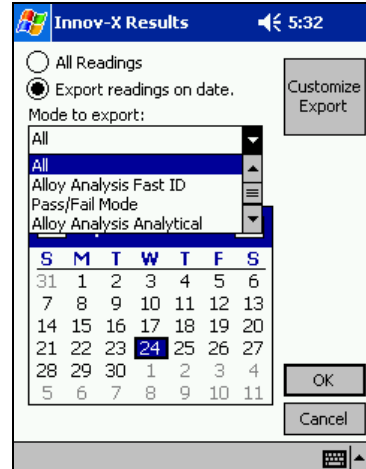 Innov-X Results 5:32
All Readings
Export readings on date.
Customize Export
Mode to export:
All
All
Alloy Analysis Fast ID
Pass/Fail Mode
Alloy Analysis Analytical
S M T W T F S
31 1 2 3 4 5 6
7 8 9 10 11 12 13
14 15 16 17 18 19 20
21 22 23 24 25 26 27
28 29 30 1 2 3 4
5 6 7 8 9 10 11
OK
Cancel